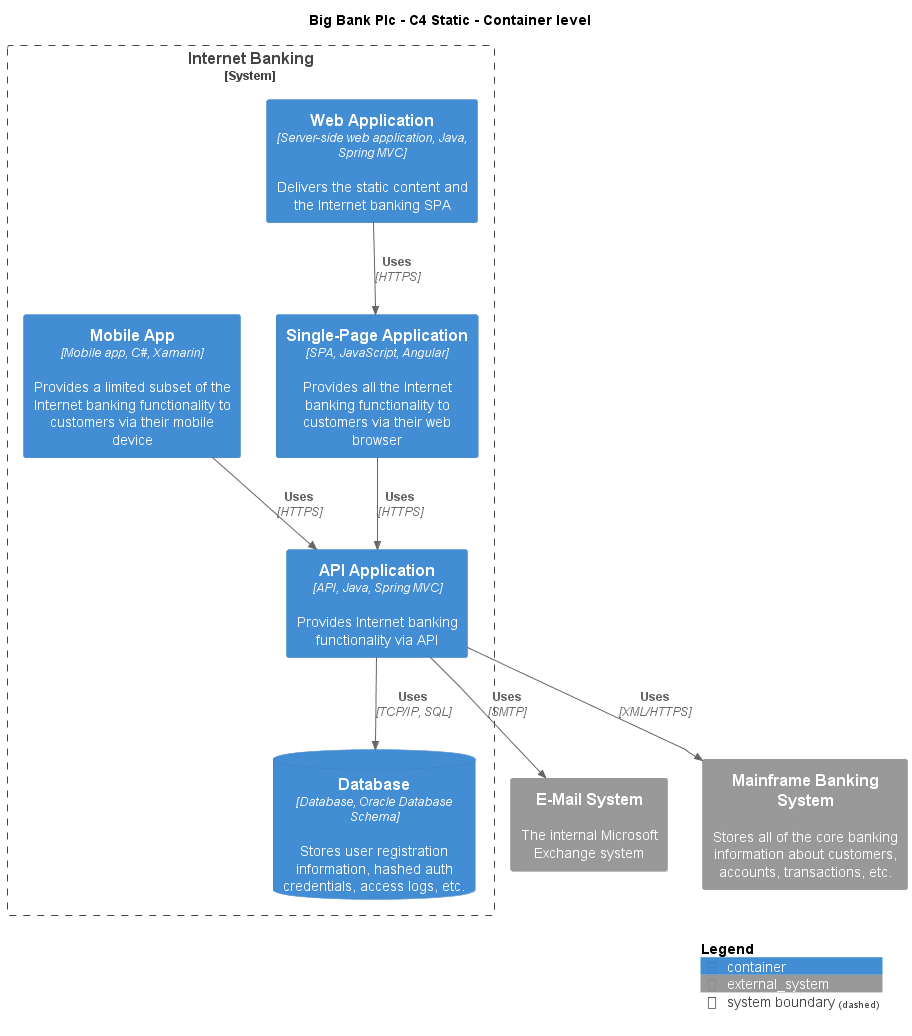 Big Bank Plc - C4 Static - Container level
Internet Banking
[System]
Web Application
[Server-side web application, Java,
Spring MVC]
Delivers the static content and
the Internet banking SPA
Uses
[HTTPS]
Mobile App
[Mobile app, C#, Xamarin]
Provides a limited subset of the
Internet banking functionality to
customers via their mobile
device
Single-Page Application
[SPA, JavaScript, Angular]
Provides all the Internet
banking functionality to
customers via their web
browser
Uses
[HTTPS]
Uses
[HTTPS]
API Application
[API, Java, Spring MVC]
Provides Internet banking
functionality via API
Uses
[TCP/IP, SQL]
Uses
[SMTP]
Uses
[XML/HTTPS]
Database
[Database, Oracle Database
Schema]
Stores user registration
information, hashed auth
credentials, access logs, etc.
E-Mail System
The internal Microsoft
Exchange system
Mainframe Banking
System
Stores all of the core banking
information about customers,
accounts, transactions, etc.
Legend
container
external_system
system boundary (dashed)